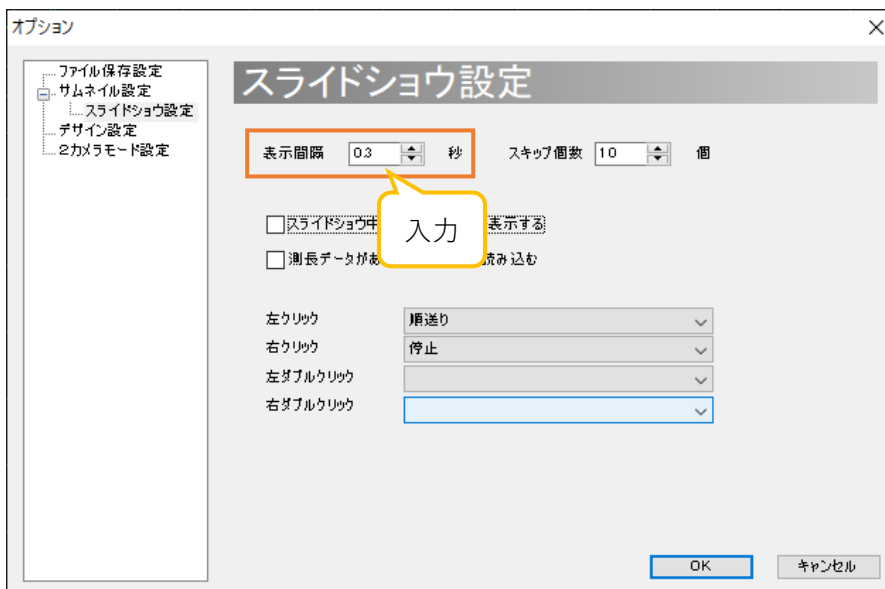 オプション
ファイル保存設定
サムネイル設定
スライドショウ設定
デザイン設定
2カメラモード設定
スライドショウ設定
表示間隔 0.3 秒 スキップ個数 10 個
スライドショウ中 表示する
測長データがあ 読み込む
入力
左クリック 順送り
右クリック 停止
左ダブルクリック
右ダブルクリック
OK キャンセル